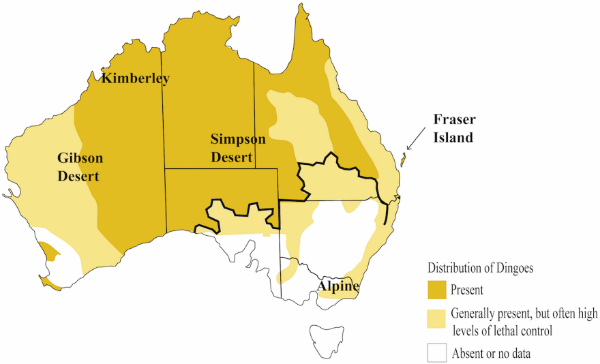 Kimberley
Fraser
Island
Simpson
Desert
Gibson
Desert
Distribution of Dingoes
Present
Generally present, but often high
levels of lethal control
Absent or no data
Alpine